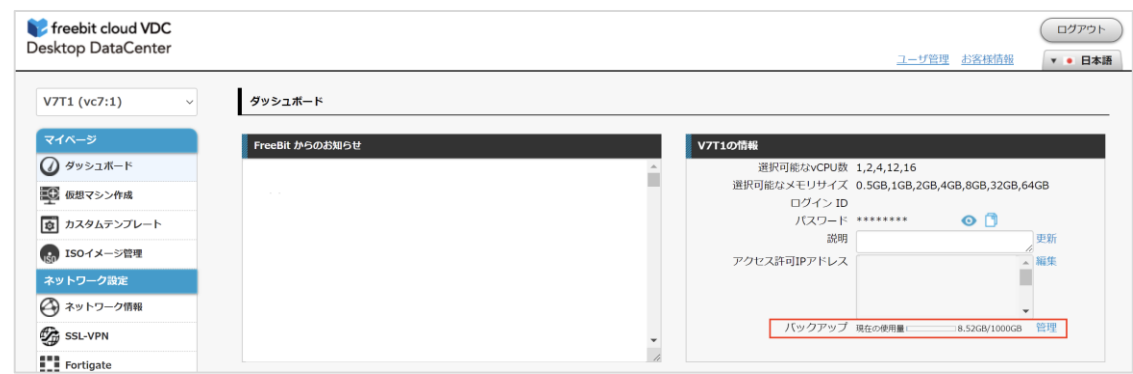 freebit cloud VDC
Desktop DataCenter
ログアウト
ユーザ管理 お客様情報
日本語
V7T1 (vc7:1)
ダッシュボード
マイページ
ダッシュボード
仮想マシン作成
カスタムテンプレート
ISOイメージ管理
ネットワーク設定
ネットワーク情報
SSL-VPN
Fortigate
FreeBit からのお知らせ
V7T1の情報
選択可能なvCPU数 1,2,4,12,16
選択可能なメモリサイズ 0.5GB,1GB,2GB,4GB,8GB,32GB,64GB
ログイン ID
パスワード ********
説明 更新
アクセス許可IPアドレス 編集
バックアップ 現在の使用量 8.52GB/1000GB 管理